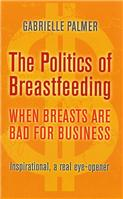 GABRIELLE PALMER
The Politics of
Breastfeeding
WHEN BREASTS ARE
BAD FOR BUSINESS
Inspirational, a real eye-opener